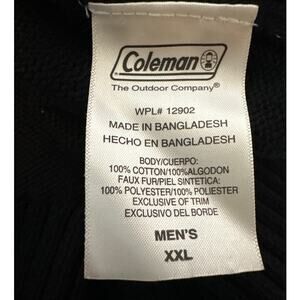 Coleman®
The Outdoor Company®
WPL# 12902
MADE IN BANGLADESH
HECHO EN BANGLADESH
BODY/CUERPO:
100% COTTON/100%ALGODON
FAUX FUR/PIEL SINTETICA:
100% POLYESTER/100% POLIESTER
EXCLUSIVE OF TRIM
EXCLUSIVO DEL BORDE
MEN'S
XXL